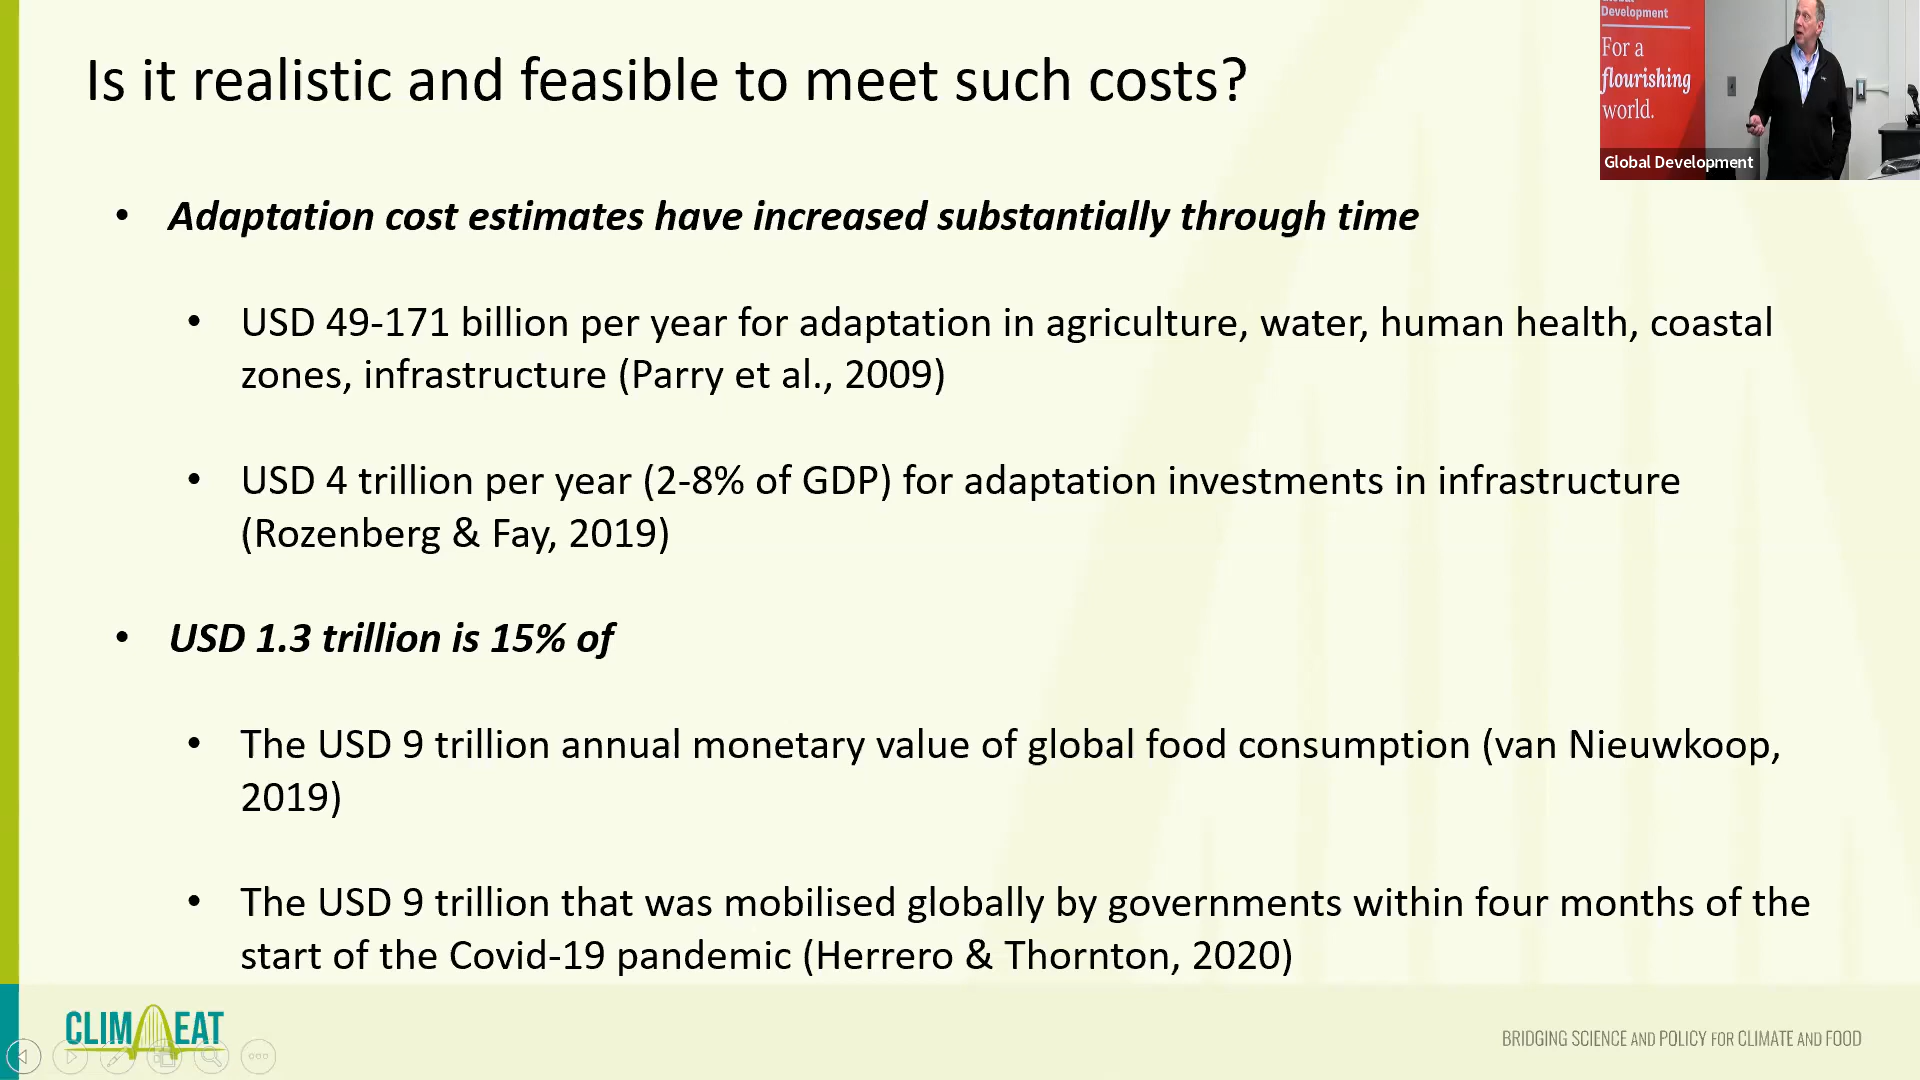 Is it realistic and feasible to meet such costs?
Development
For a
flourishing
world.
Global Development
• Adaptation cost estimates have increased substantially through time
• USD 49-171 billion per year for adaptation in agriculture, water, human health, coastal
zones, infrastructure (Parry et al., 2009)
• USD 4 trillion per year (2-8% of GDP) for adaptation investments in infrastructure
(Rozenberg & Fay, 2019)
• USD 1.3 trillion is 15% of
• The USD 9 trillion annual monetary value of global food consumption (van Nieuwkoop,
2019)
• The USD 9 trillion that was mobilised globally by governments within four months of the
start of the Covid-19 pandemic (Herrero & Thornton, 2020)
CLIM EAT
BRIDGING SCIENCE AND POLICY FOR CLIMATE AND FOOD